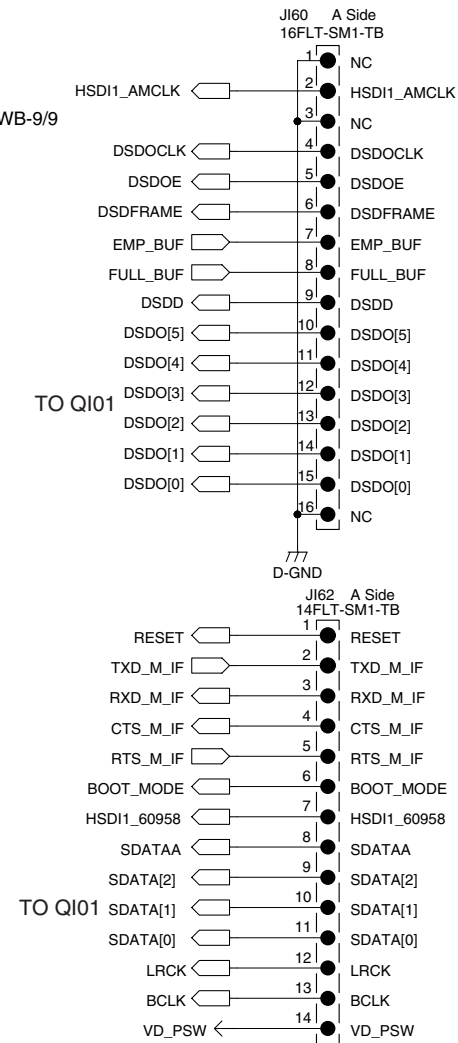 JI60 A Side
16FLT-SM1-TB
1 NC
HSDI1_AMCLK 2 HSDI1_AMCLK
WB-9/9
3 NC
DSDOCLK 4 DSDOCLK
DSDOE 5 DSDOE
DSDFRAME 6 DSDFRAME
EMP_BUF 7 EMP_BUF
FULL_BUF 8 FULL_BUF
DSDD 9 DSDD
DSDO[5] 10 DSDO[5]
DSDO[4] 11 DSDO[4]
TO QI01
DSDO[3] 12 DSDO[3]
DSDO[2] 13 DSDO[2]
DSDO[1] 14 DSDO[1]
DSDO[0] 15 DSDO[0]
16 NC
D-GND
JI62 A Side
14FLT-SM1-TB
RESET 1 RESET
TXD_M_IF 2 TXD_M_IF
RXD_M_IF 3 RXD_M_IF
CTS_M_IF 4 CTS_M_IF
RTS_M_IF 5 RTS_M_IF
BOOT_MODE 6 BOOT_MODE
HSDI1_60958 7 HSDI1_60958
SDATAA 8 SDATAA
SDATA[2] 9 SDATA[2]
TO QI01 SDATA[1] 10 SDATA[1]
SDATA[0] 11 SDATA[0]
LRCK 12 LRCK
BCLK 13 BCLK
VD_PSW 14 VD_PSW